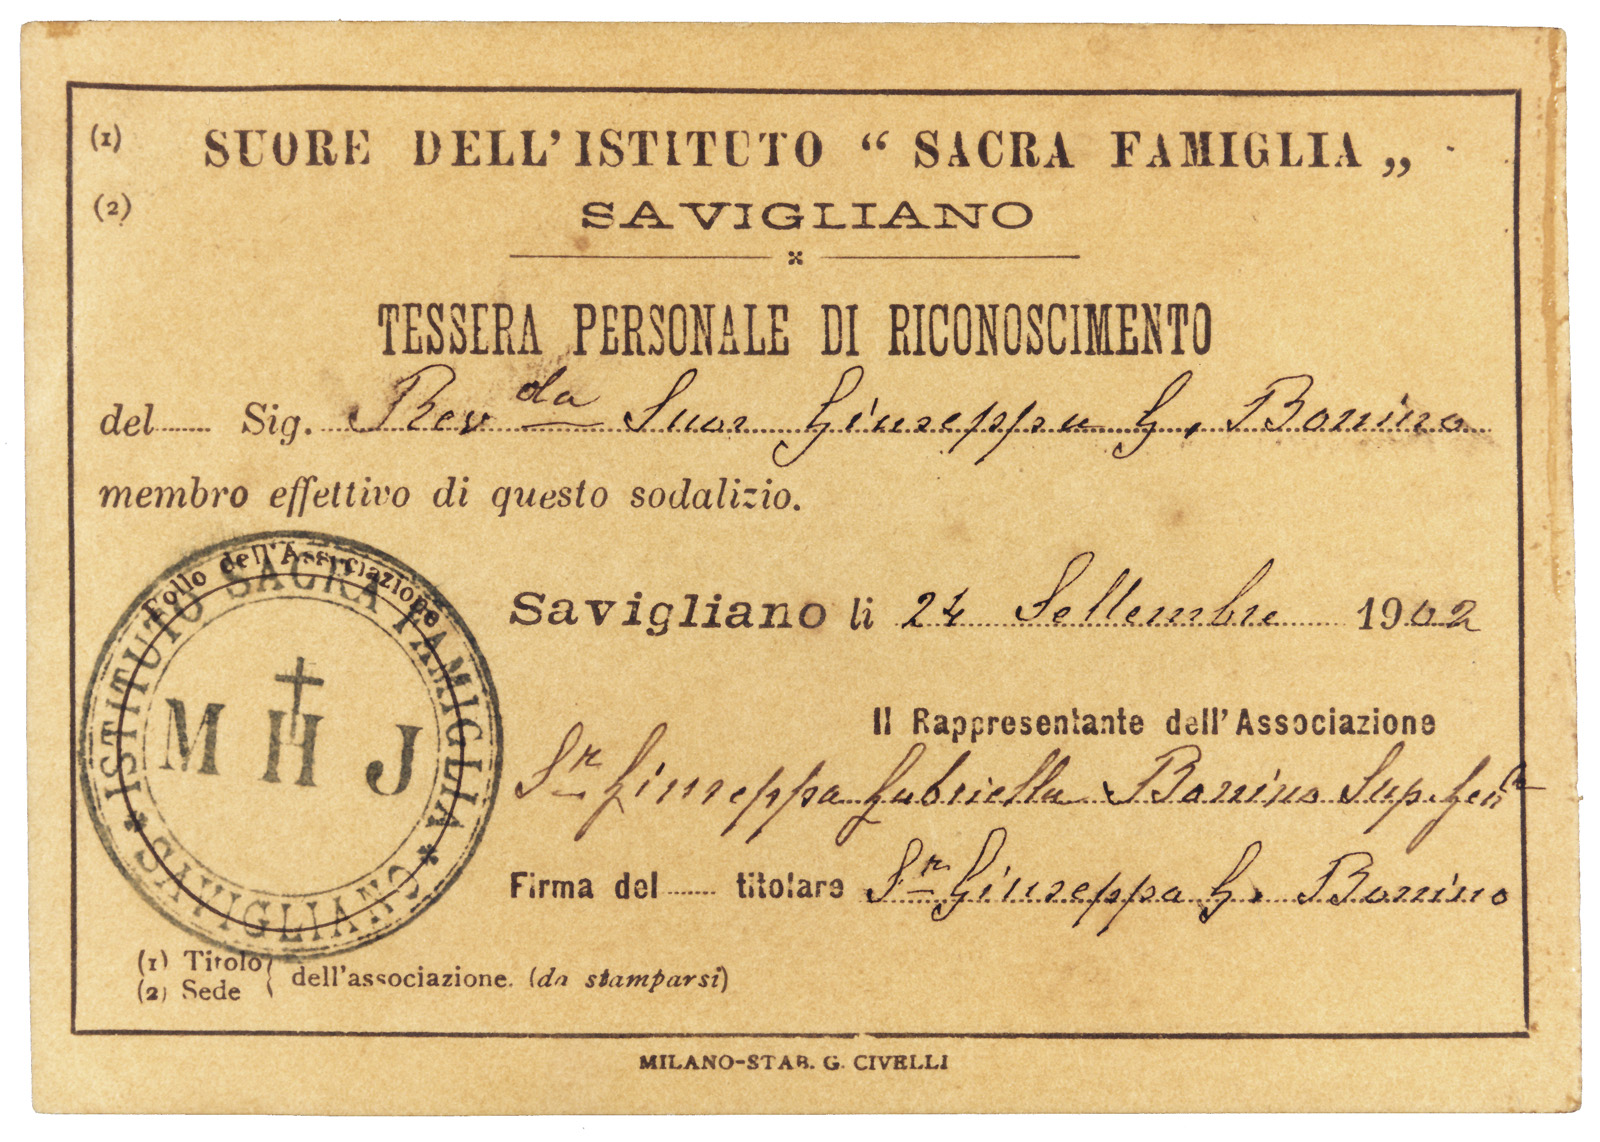 (1) SUORE DELL'ISTITUTO “ SACRA FAMIGLIA „
(2) SAVIGLIANO
TESSERA PERSONALE DI RICONOSCIMENTO
del...... Sig. Rev da Suor Giuseppa G. Bonino
membro effettivo di questo sodalizio.
Bollo dell'Associazione
ISTITUTO SACRA FAMIGLIA
* SAVIGLIANO *
M H J
Savigliano li 24 Settembre 1902
Il Rappresentante dell'Associazione
Sr Giuseppa Gabriella Bonino Sup. Gen
Firma del...... titolare Sr Giuseppa G. Bonino
(1) Titolo
(2) Sede
dell'associazione. (da stamparsi)
MILANO-STAB. G. CIVELLI